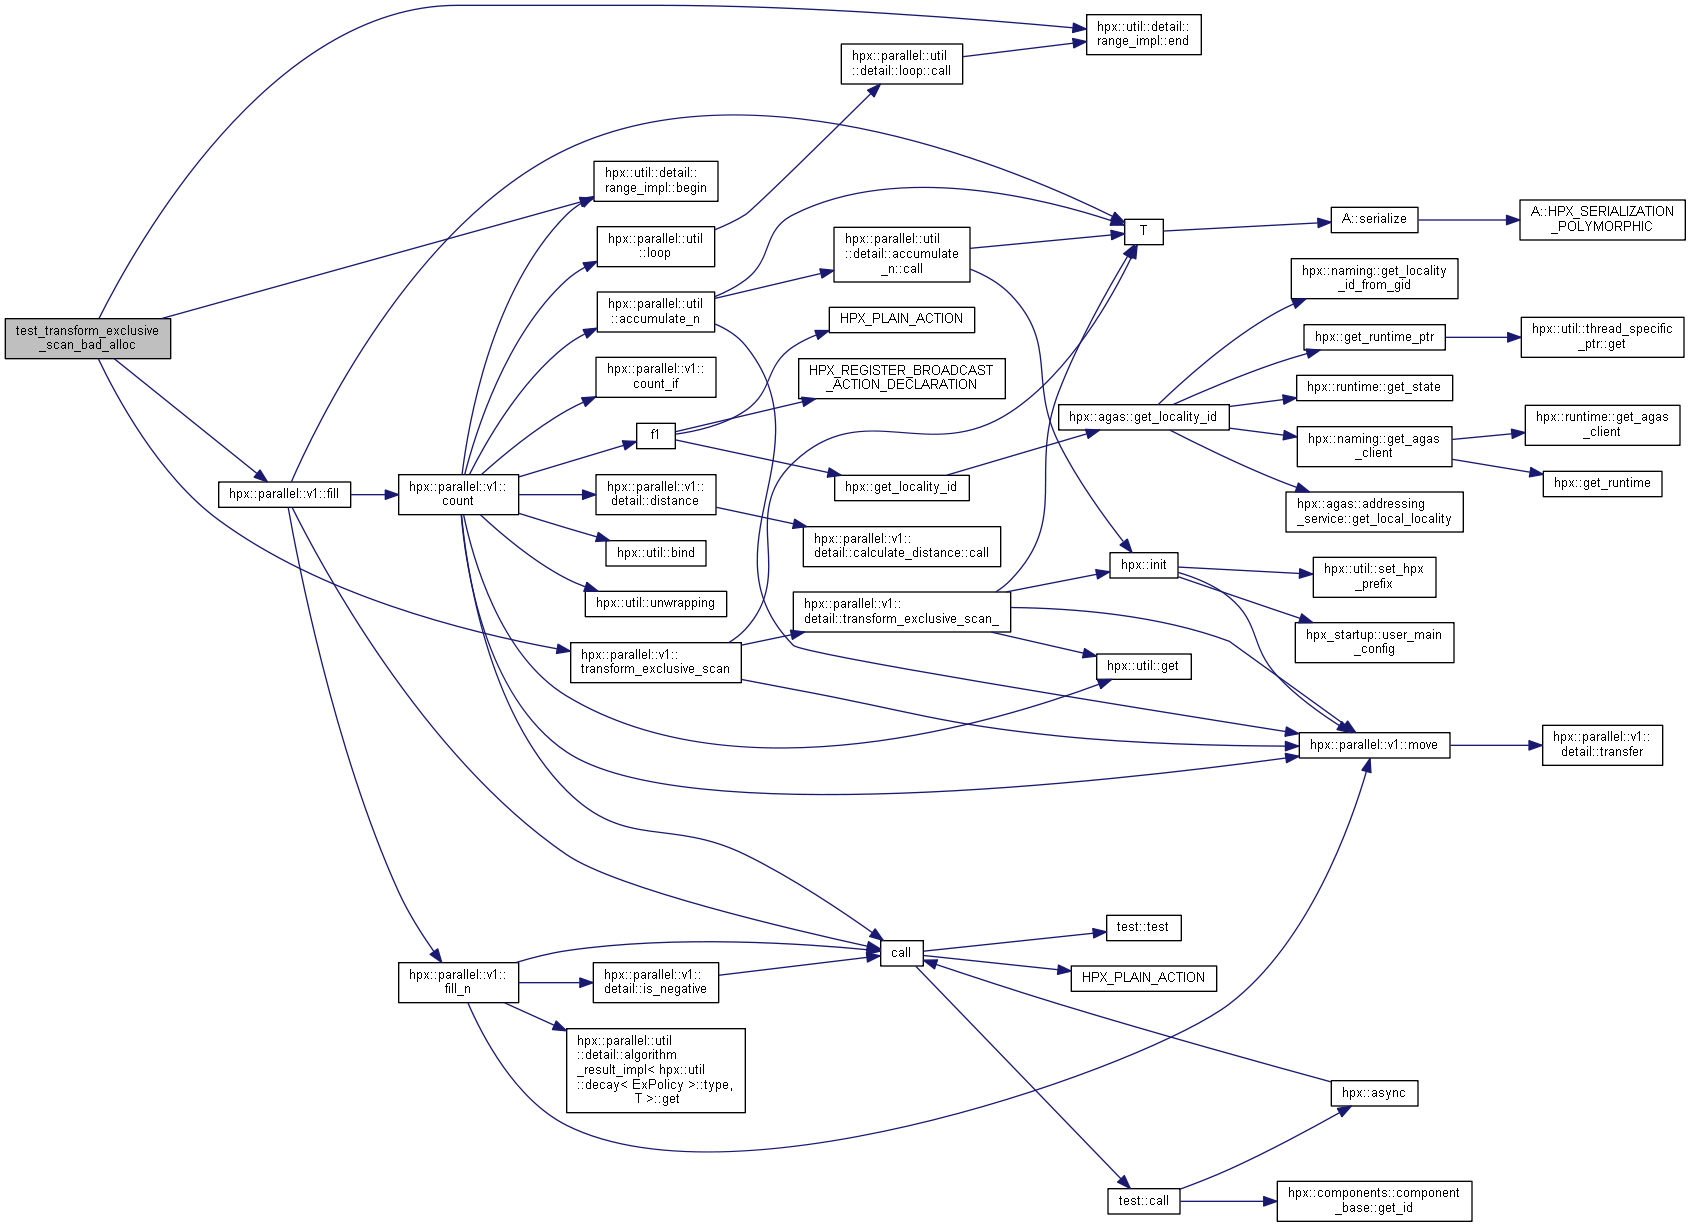 hpx::util::detail::
range_impl::end
hpx::parallel::util
::detail::loop::call
hpx::util::detail::
range_impl::begin
hpx::parallel::util
::loop
hpx::parallel::util
::detail::accumulate
_n::call
T
A::serialize
A::HPX_SERIALIZATION
_POLYMORPHIC
hpx::naming::get_locality
_id_from_gid
hpx::parallel::util
::accumulate_n
HPX_PLAIN_ACTION
test_transform_exclusive
_scan_bad_alloc
hpx::get_runtime_ptr
hpx::util::thread_specific
_ptr::get
hpx::parallel::v1::
count_if
HPX_REGISTER_BROADCAST
_ACTION_DECLARATION
hpx::runtime::get_state
f1
hpx::agas::get_locality_id
hpx::naming::get_agas
_client
hpx::runtime::get_agas
_client
hpx::parallel::v1::fill
hpx::parallel::v1::
count
hpx::parallel::v1::
detail::distance
hpx::get_locality_id
hpx::get_runtime
hpx::agas::addressing
_service::get_local_locality
hpx::util::bind
hpx::parallel::v1::
detail::calculate_distance::call
hpx::init
hpx::util::set_hpx
_prefix
hpx::util::unwrapping
hpx::parallel::v1::
detail::transform_exclusive_scan_
hpx_startup::user_main
_config
hpx::parallel::v1::
transform_exclusive_scan
hpx::util::get
hpx::parallel::v1::move
hpx::parallel::v1::
detail::transfer
test::test
call
HPX_PLAIN_ACTION
hpx::parallel::v1::
fill_n
hpx::parallel::v1::
detail::is_negative
hpx::parallel::util
::detail::algorithm
_result_impl< hpx::util
::decay< ExPolicy >::type,
T >::get
hpx::async
test::call
hpx::components::component
_base::get_id